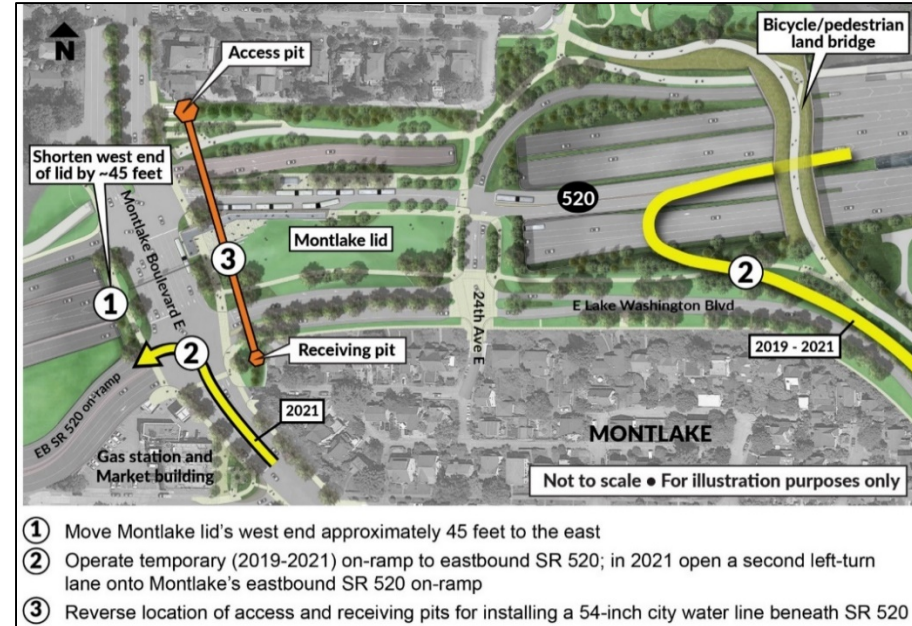 N
Access pit
Bicycle/pedestrian
land bridge
Shorten west end
of lid by ~45 feet
Montlake Boulevard E
520
Montlake lid
3
1
2
24th Ave E
2
E Lake Washington Blvd
Receiving pit
2019 - 2021
EB SR 520 on-ramp
2021
MONTLAKE
Gas station and
Market building
Not to scale • For illustration purposes only
1 Move Montlake lid's west end approximately 45 feet to the east
2 Operate temporary (2019-2021) on-ramp to eastbound SR 520; in 2021 open a second left-turn
lane onto Montlake's eastbound SR 520 on-ramp
3 Reverse location of access and receiving pits for installing a 54-inch city water line beneath SR 520